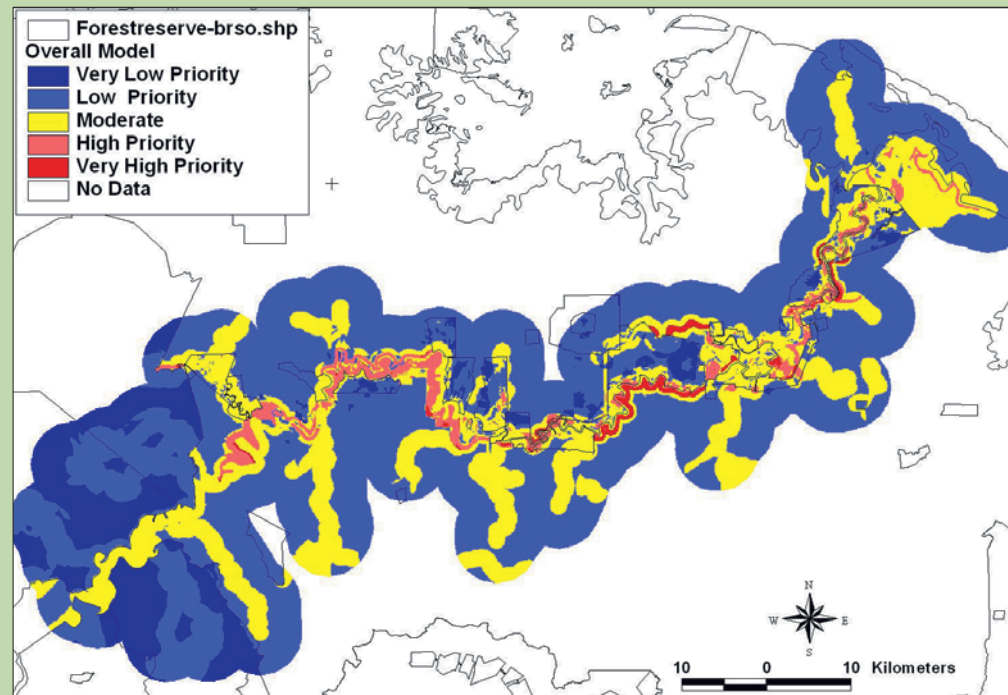 Forestreserve-brso.shp
Overall Model
Very Low Priority
Low Priority
Moderate
High Priority
Very High Priority
No Data
N
W E
S
10 0 10 Kilometers